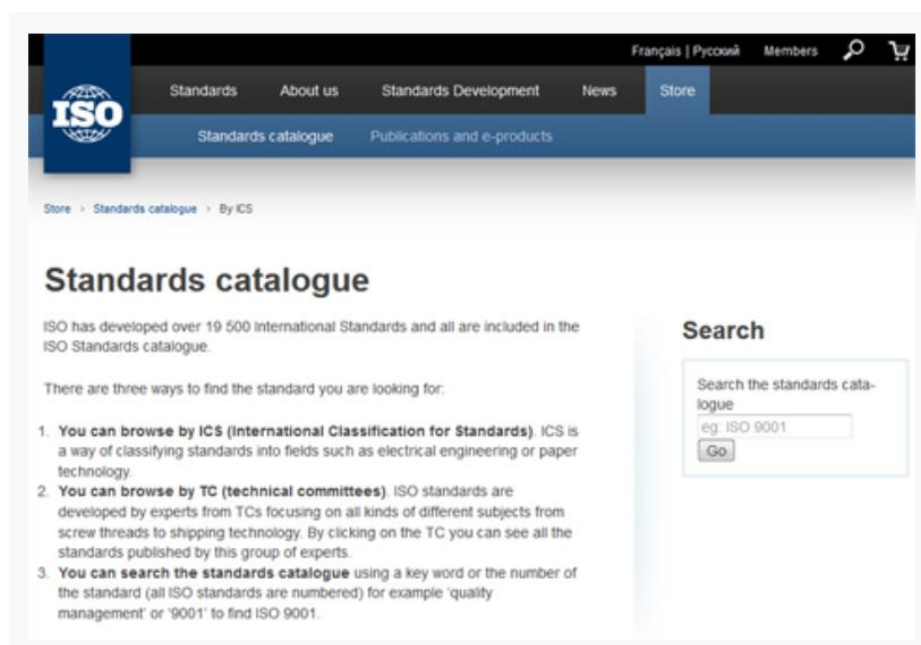 Français | Русский Members
ISO
Standards About us Standards Development News Store
Standards catalogue Publications and e-products
Store › Standards catalogue › By ICS
Standards catalogue
ISO has developed over 19 500 International Standards and all are included in the
ISO Standards catalogue.
There are three ways to find the standard you are looking for:
1. You can browse by ICS (International Classification for Standards). ICS is
a way of classifying standards into fields such as electrical engineering or paper
technology.
2. You can browse by TC (technical committees). ISO standards are
developed by experts from TCs focusing on all kinds of different subjects from
screw threads to shipping technology. By clicking on the TC you can see all the
standards published by this group of experts.
3. You can search the standards catalogue using a key word or the number of
the standard (all ISO standards are numbered) for example 'quality
management' or '9001' to find ISO 9001.
Search
Search the standards cata-
logue
eg: ISO 9001
Go